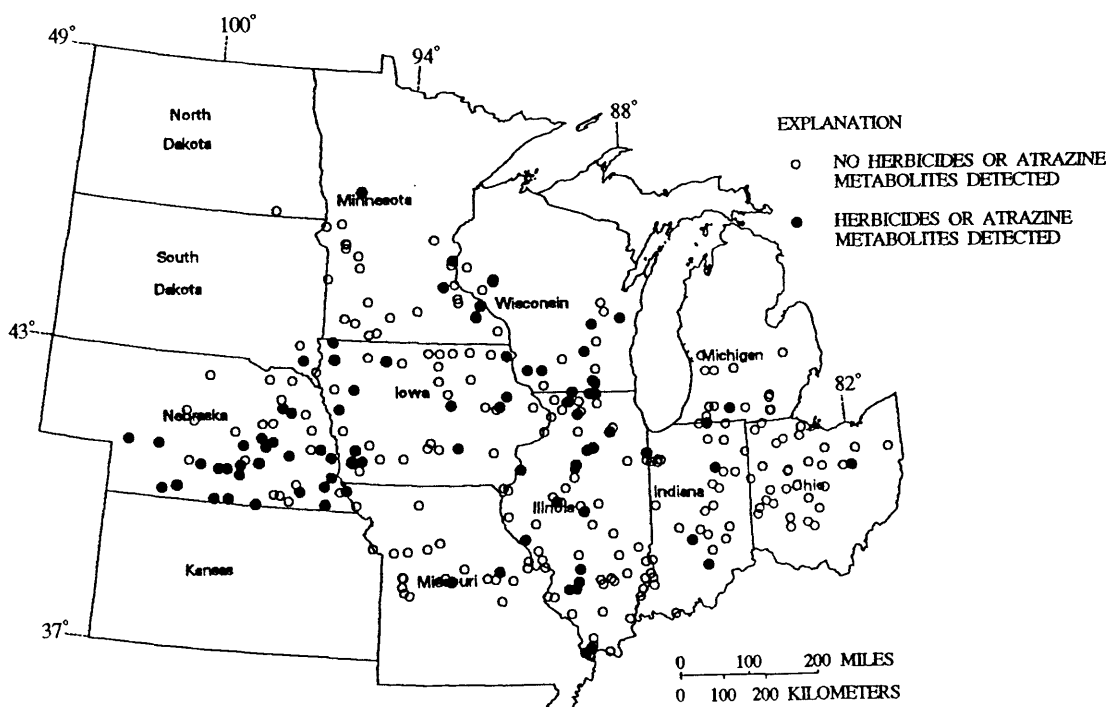 100°
49°
94°
88°
North
Dakota
Minnesota
South
Dakota
Wisconsin
43°
Michigan
Iowa
82°
Nebraska
Ohio
Indiana
Illinois
Kansas
Missouri
37°
EXPLANATION
NO HERBICIDES OR ATRAZINE
METABOLITES DETECTED
HERBICIDES OR ATRAZINE
METABOLITES DETECTED
0 100 200 MILES
0 100 200 KILOMETERS